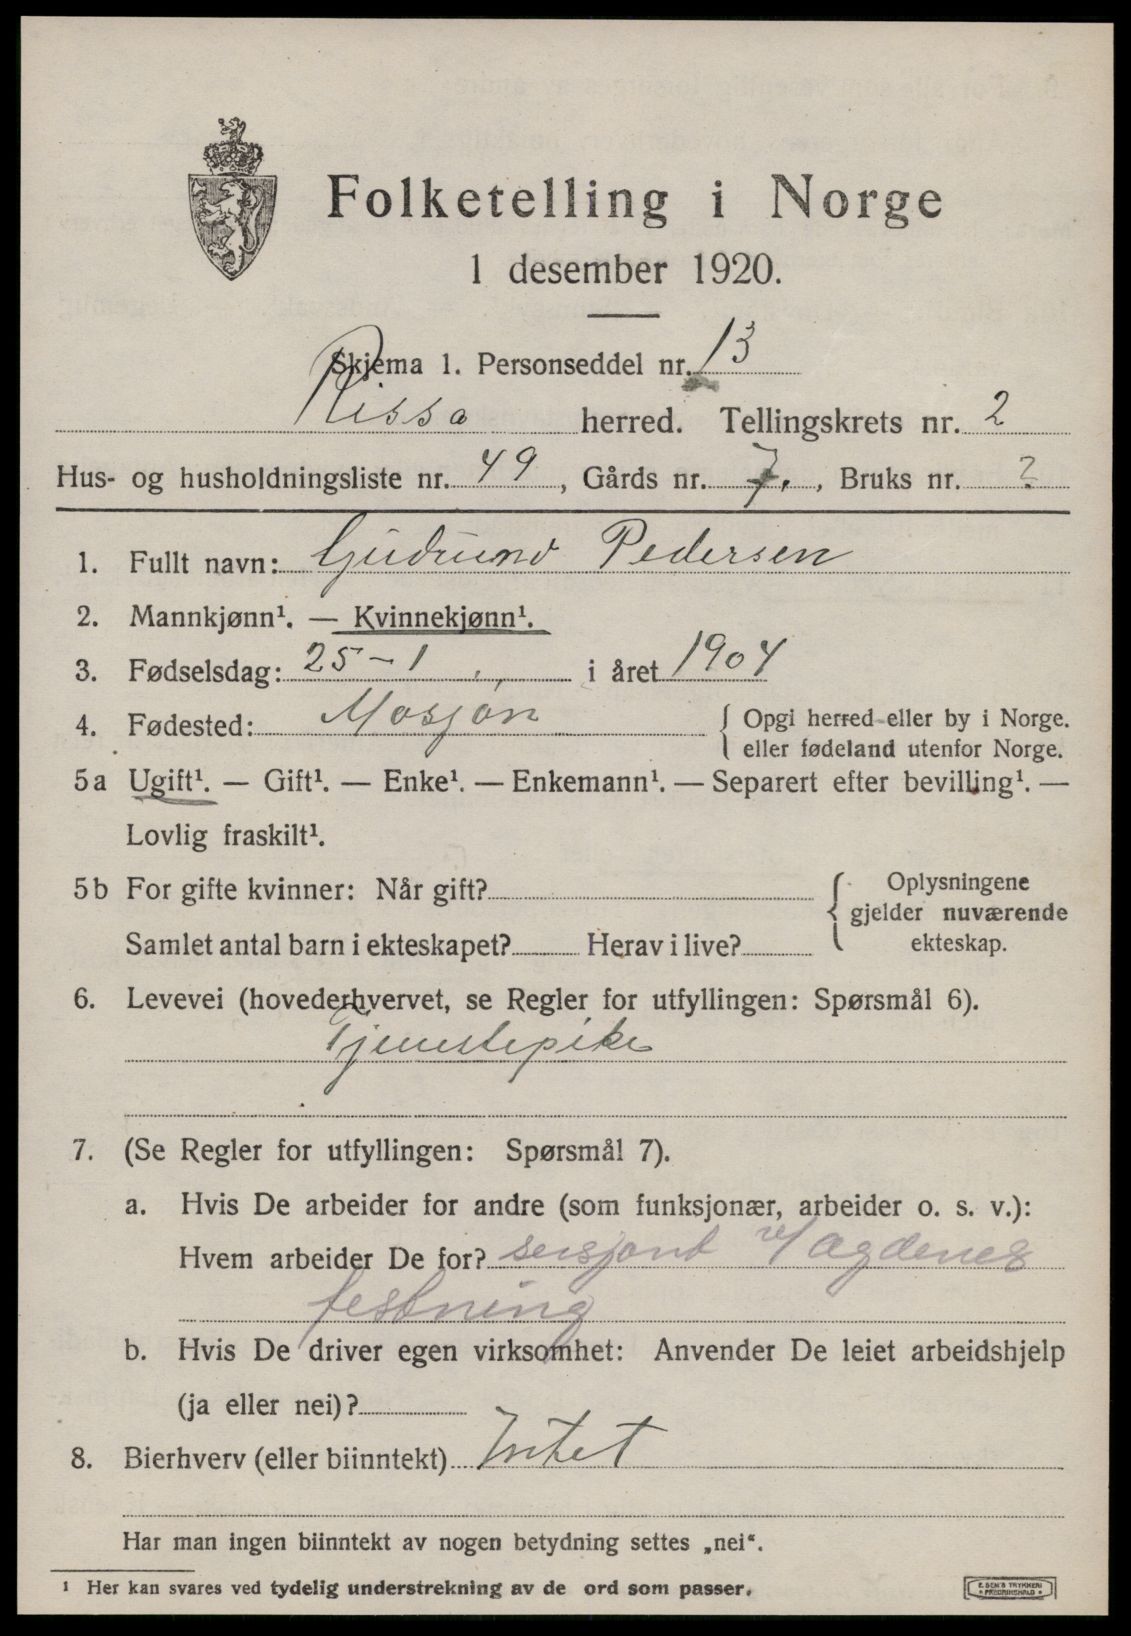 Folketelling i Norge
1 desember 1920.
Skjema 1. Personseddel nr. 13
Rissa herred. Tellingskrets nr. 2
Hus- og husholdningsliste nr. 49, Gårds nr. 7., Bruks nr. ?
1. Fullt navn: Gudrund Pedersen
2. Mannkjønn¹. — Kvinnekjønn¹.
3. Fødselsdag: 25-1 i året 1904
4. Fødested: Mosjøn { Opgi herred eller by i Norge.
eller fødeland utenfor Norge.
5a Ugift¹. — Gift¹. — Enke¹. — Enkemann¹. — Separert efter bevilling¹. —
Lovlig fraskilt¹.
5b For gifte kvinner: Når gift? { Oplysningene
gjelder nuværende
Samlet antal barn i ekteskapet? Herav i live? ekteskap.
6. Levevei (hovederhvervet, se Regler for utfyllingen: Spørsmål 6).
Tjenestepike
7. (Se Regler for utfyllingen: Spørsmål 7).
a. Hvis De arbeider for andre (som funksjonær, arbeider o. s. v.):
Hvem arbeider De for? sersjant v/ Agdenes
festning
b. Hvis De driver egen virksomhet: Anvender De leiet arbeidshjelp
(ja eller nei)?
8. Bierhverv (eller biinntekt) Intet
Har man ingen biinntekt av nogen betydning settes „nei“.
¹ Her kan svares ved tydelig understrekning av de ord som passer.
E. SEM'S TRYKKERI
FREDRIKSHALD